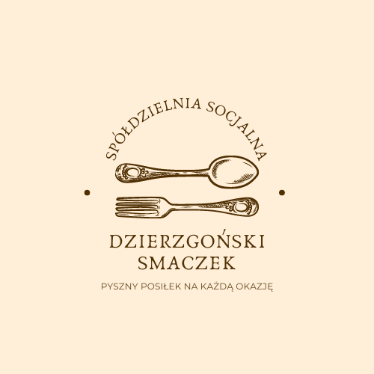 SPÓŁDZIELNIA SOCJALNA
DZIERZGOŃSKI
SMACZEK
PYSZNY POSIŁEK NA KAŻDĄ OKAZJĘ